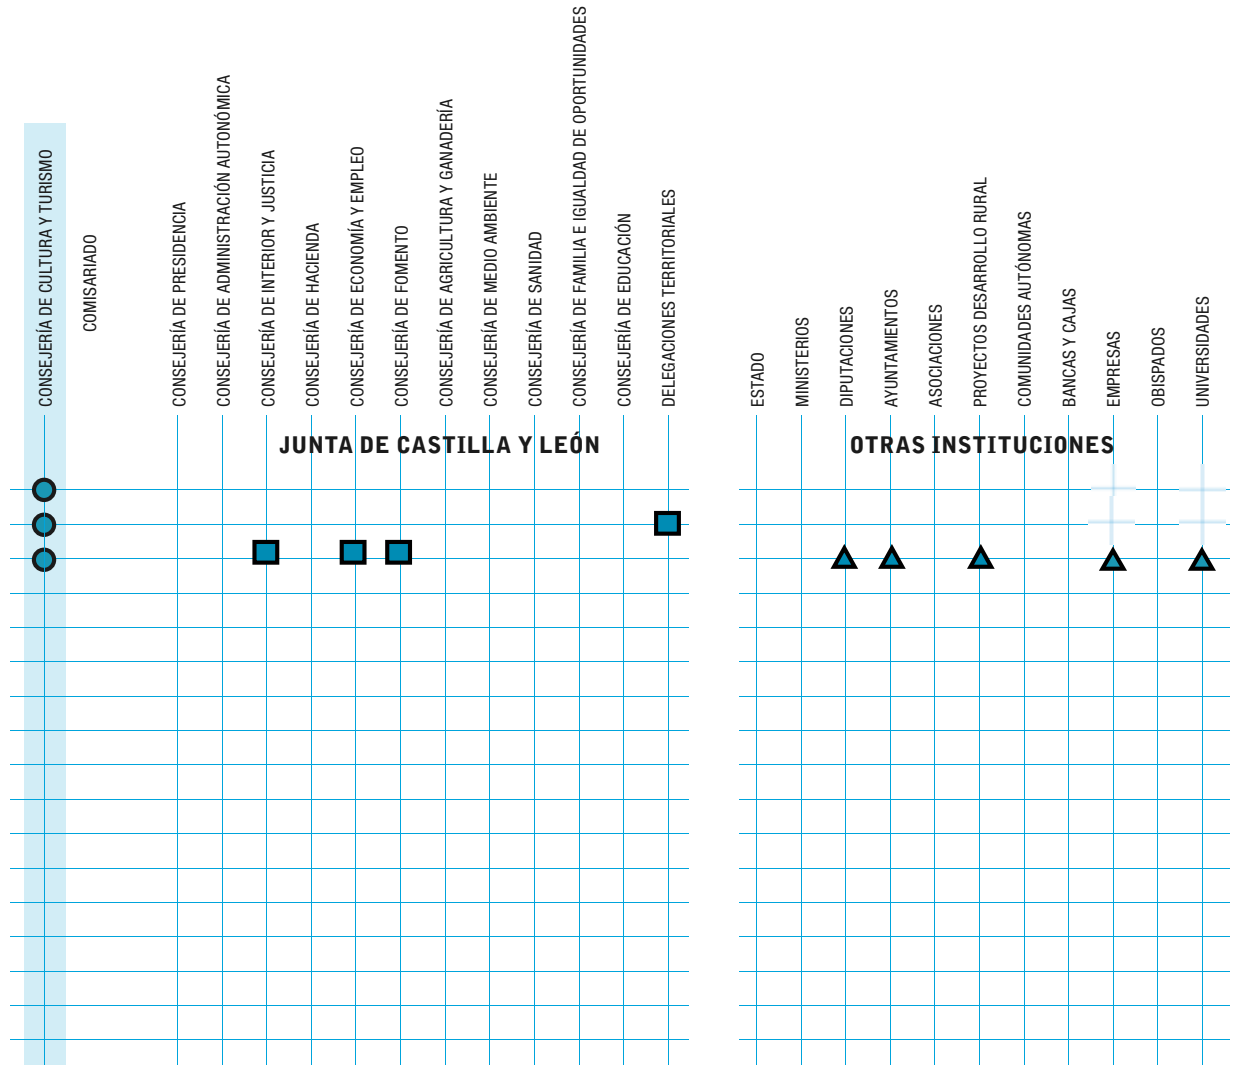 CONSEJERÍA DE CULTURA Y TURISMO
COMISARIADO
CONSEJERÍA DE PRESIDENCIA
CONSEJERÍA DE ADMINISTRACIÓN AUTONÓMICA
CONSEJERÍA DE INTERIOR Y JUSTICIA
CONSEJERÍA DE HACIENDA
CONSEJERÍA DE ECONOMÍA Y EMPLEO
CONSEJERÍA DE FOMENTO
CONSEJERÍA DE AGRICULTURA Y GANADERÍA
CONSEJERÍA DE MEDIO AMBIENTE
CONSEJERÍA DE SANIDAD
CONSEJERÍA DE FAMILIA E IGUALDAD DE OPORTUNIDADES
CONSEJERÍA DE EDUCACIÓN
DELEGACIONES TERRITORIALES
ESTADO
MINISTERIOS
DIPUTACIONES
AYUNTAMIENTOS
ASOCIACIONES
PROYECTOS DESARROLLO RURAL
COMUNIDADES AUTÓNOMAS
BANCAS Y CAJAS
EMPRESAS
OBISPADOS
UNIVERSIDADES
JUNTA DE CASTILLA Y LEÓN
OTRAS INSTITUCIONES